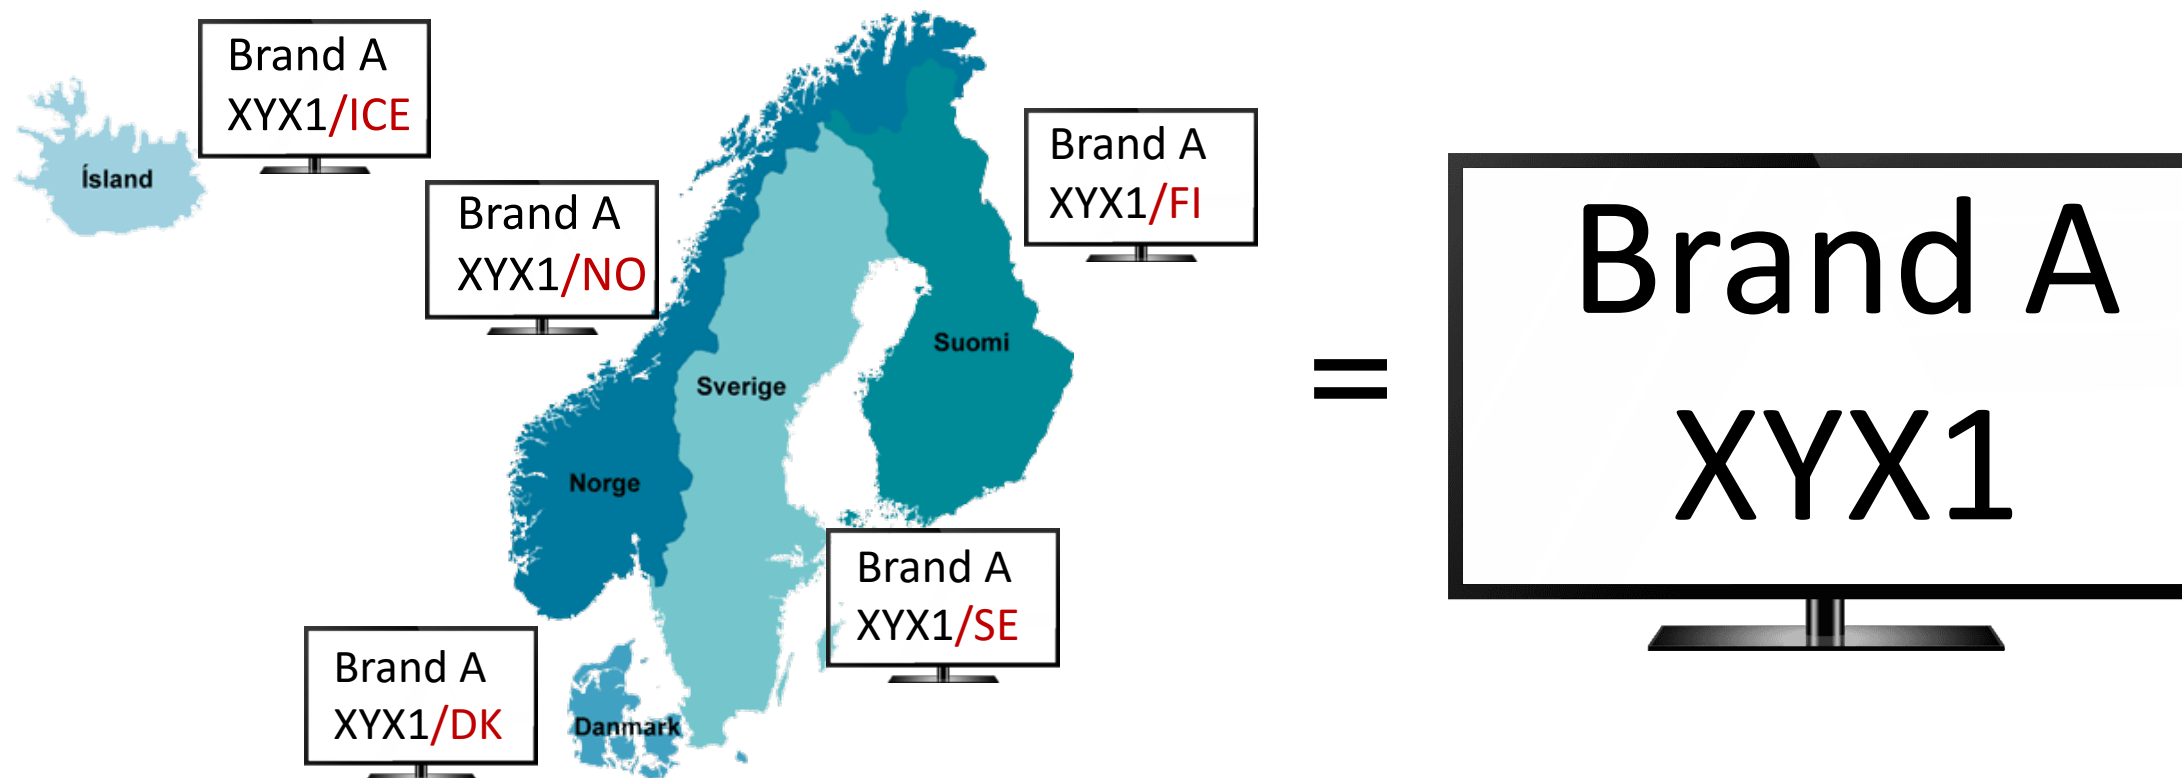 Brand A
XYX1/ICE
Ísland
Brand A
XYX1/NO
Brand A
XYX1/FI
Suomi
Sverige
Norge
Brand A
XYX1/SE
Brand A
XYX1/DK
Danmark
=
Brand A
XYX1